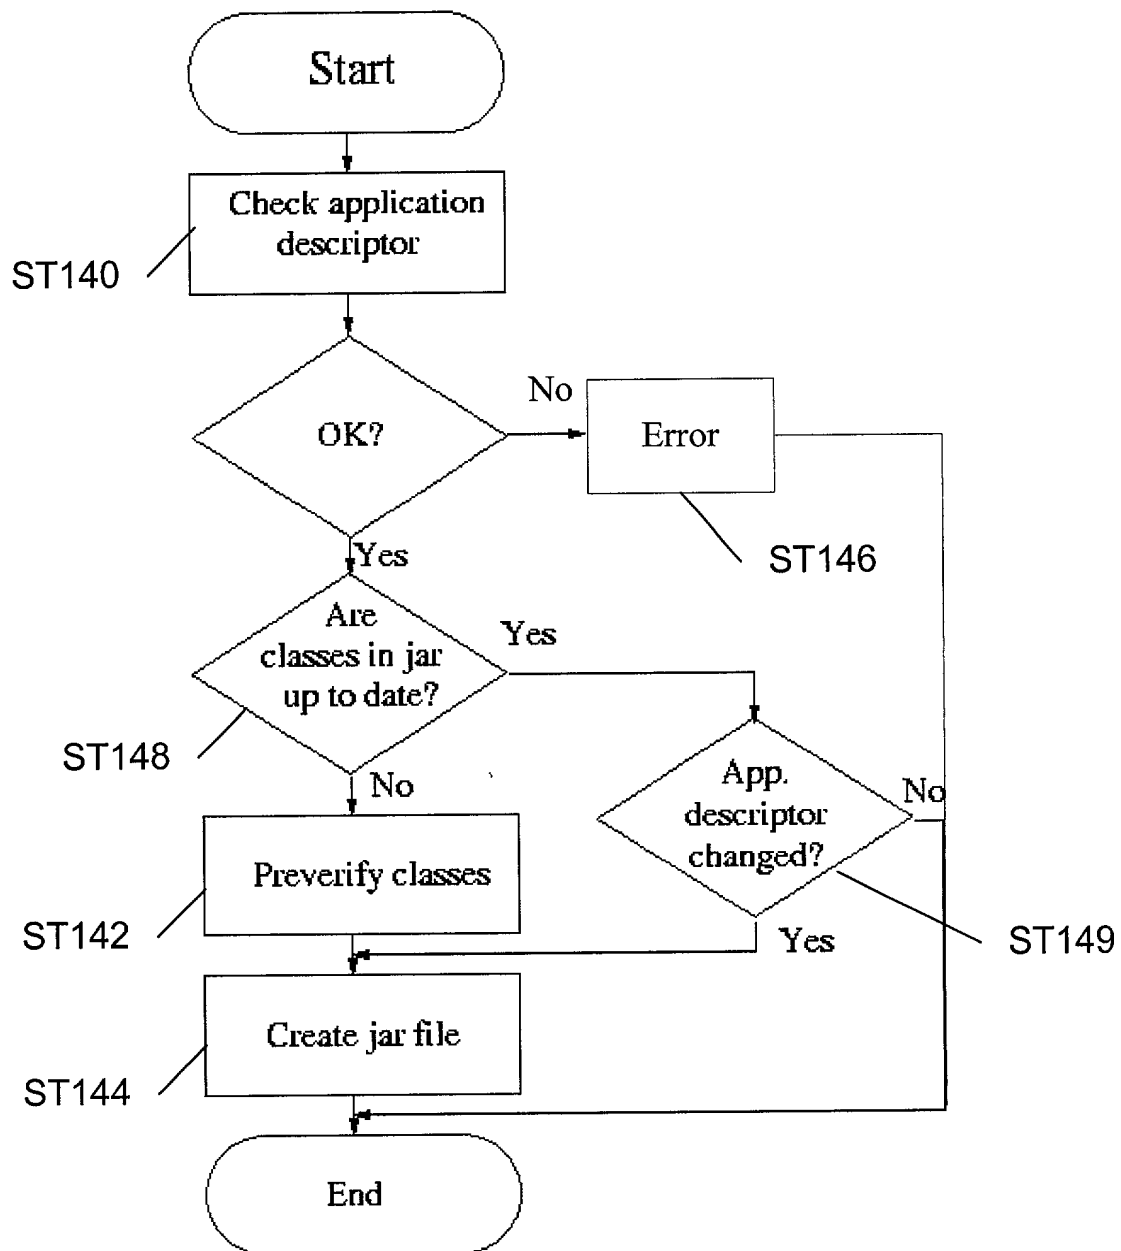 Start
Check application
descriptor
ST140
OK?
No
Error
ST146
Yes
Are
classes in jar
up to date?
Yes
ST148
No
App.
descriptor
changed?
No
ST149
Preverify classes
ST142
Yes
Create jar file
ST144
End